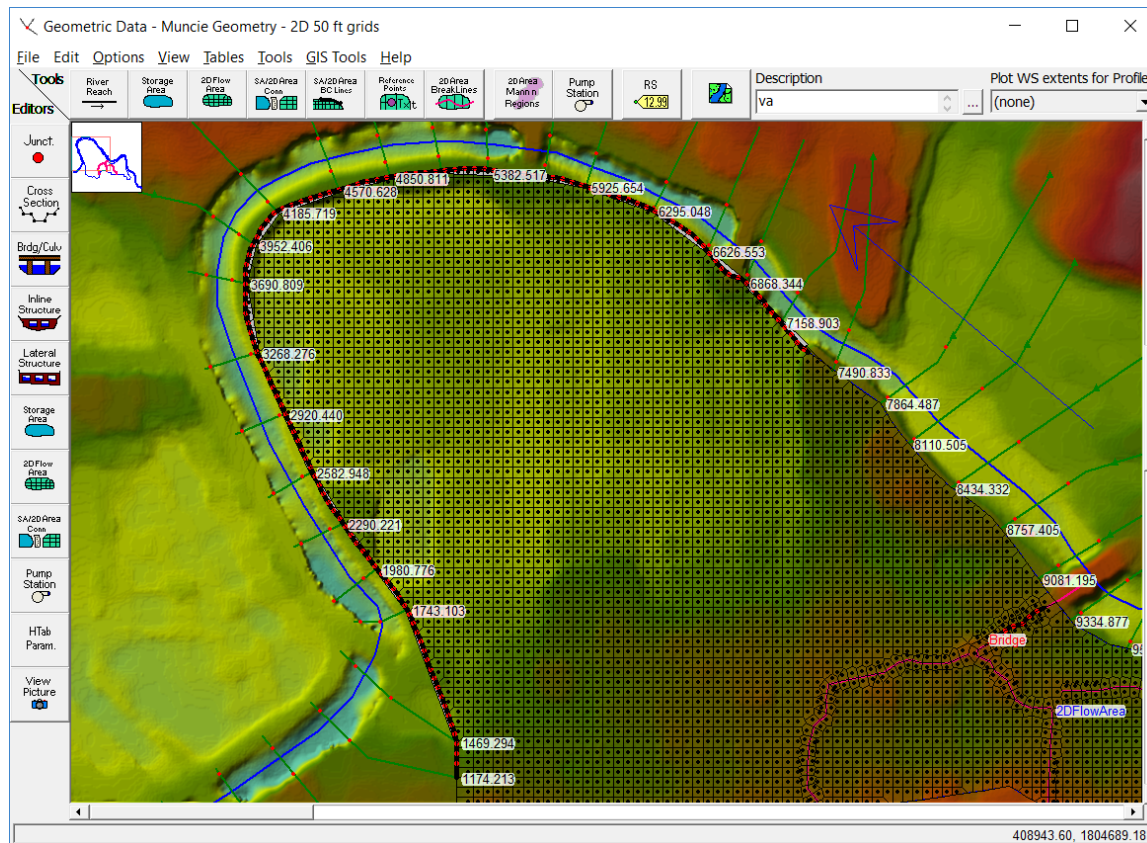 Geometric Data - Muncie Geometry - 2D 50 ft grids
File Edit Options View Tables Tools GIS Tools Help
Tools
Editors
River
Reach
Storage
Area
2D Flow
Area
SA/2D Area
Conn
SA/2D Area
BC Lines
Reference
Points
2D Area
BreakLines
2D Area
Mann n
Regions
Pump
Station
RS
12.99
Description
va
...
Plot WS extents for Profile
(none)
Junct.
Cross
Section
Brdg/Culv
Inline
Structure
Lateral
Structure
Storage
Area
2D Flow
Area
SA/2D Area
Conn
Pump
Station
HTab
Param.
View
Picture
4850.811
5382.517
4570.628
5925.654
4185.719
6295.048
3952.406
6626.553
3690.809
6868.344
7158.903
3268.276
7490.833
2920.440
7864.487
8110.505
2582.948
8434.332
2290.221
8757.405
1980.776
9081.195
1743.103
9334.877
Bridge
2DFlowArea
1469.294
1174.213
408943.60, 1804689.18